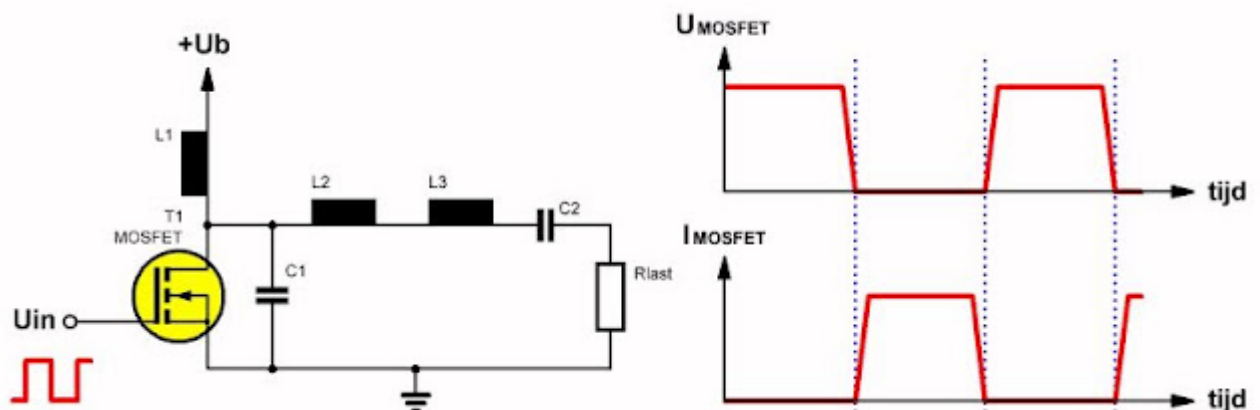 +Ub
L1
T1
MOSFET
Uin
C1
L2
L3
C2
Rlast
UMOSFET
tijd
IMOSFET
tijd